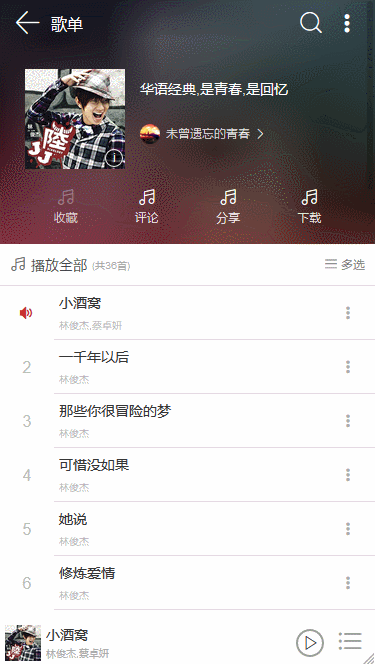 歌单
陸
JJ
华语经典,是青春,是回忆
未曾遗忘的青春
收藏 评论 分享 下载
播放全部 (共36首) 多选
小酒窝
林俊杰,蔡卓妍
2 一千年以后
林俊杰
3 那些你很冒险的梦
林俊杰
4 可惜没如果
林俊杰
5 她说
林俊杰
6 修炼爱情
林俊杰
小酒窝
林俊杰,蔡卓妍